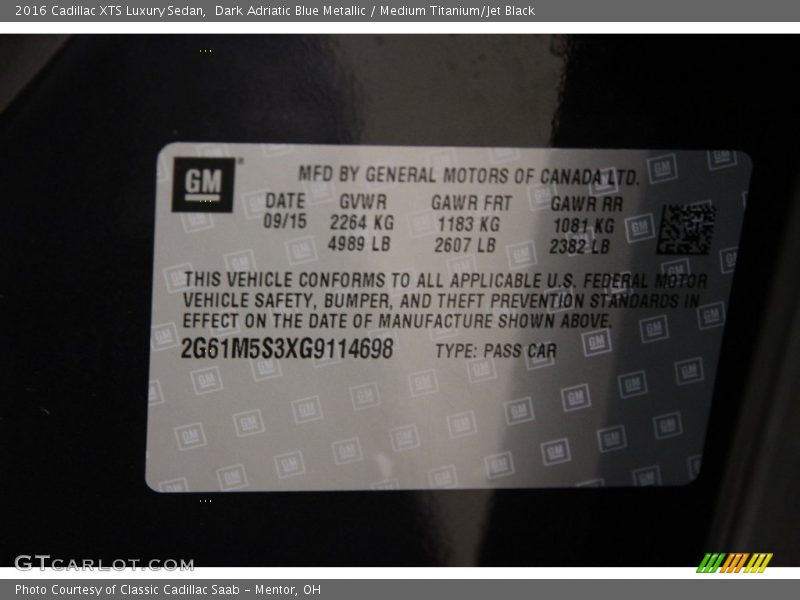 2016 Cadillac XTS Luxury Sedan, Dark Adriatic Blue Metallic / Medium Titanium/Jet Black
GM
MFD BY GENERAL MOTORS OF CANADA LTD.
DATE GVWR GAWR FRT GAWR RR
09/15 2264 KG 1183 KG 1081 KG
4989 LB 2607 LB 2382 LB
THIS VEHICLE CONFORMS TO ALL APPLICABLE U.S. FEDERAL MOTOR
VEHICLE SAFETY, BUMPER, AND THEFT PREVENTION STANDARDS IN
EFFECT ON THE DATE OF MANUFACTURE SHOWN ABOVE.
2G61M5S3XG9114698 TYPE: PASS CAR
GTCARLOT.COM
Photo Courtesy of Classic Cadillac Saab - Mentor, OH